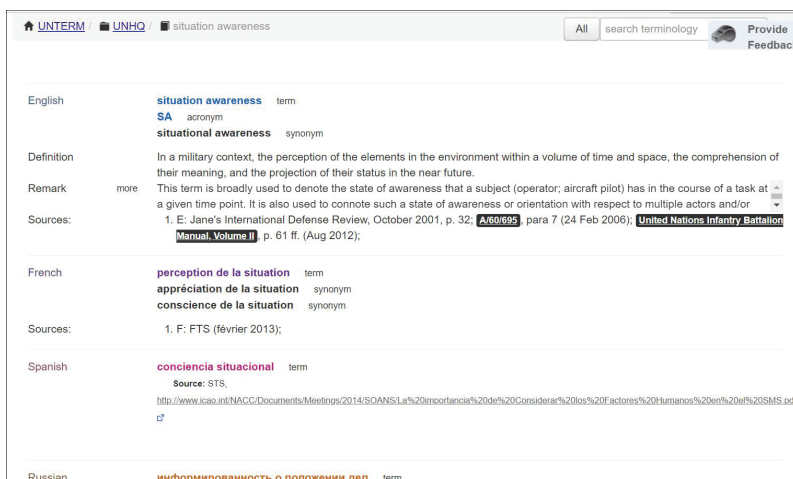 UNTERM / UNHQ / situation awareness
All search terminology Provide Feedbac
English situation awareness term
SA acronym
situational awareness synonym
Definition In a military context, the perception of the elements in the environment within a volume of time and space, the comprehension of
their meaning, and the projection of their status in the near future.
Remark more This term is broadly used to denote the state of awareness that a subject (operator; aircraft pilot) has in the course of a task at
a given time point. It is also used to connote such a state of awareness or orientation with respect to multiple actors and/or
Sources: 1. E: Jane's International Defense Review, October 2001, p. 32; A/60/695, para 7 (24 Feb 2006); United Nations Infantry Battalion
Manual, Volume II, p. 61 ff. (Aug 2012);
French perception de la situation term
appréciation de la situation synonym
conscience de la situation synonym
Sources: 1. F: FTS (février 2013);
Spanish conciencia situacional term
Source: STS,
http://www.icao.int/NACC/Documents/Meetings/2014/SOANS/La%20importancia%20de%20Considerar%20los%20Factores%20Humanos%20en%20el%20SMS.pd
Russian информированность о положении дел term